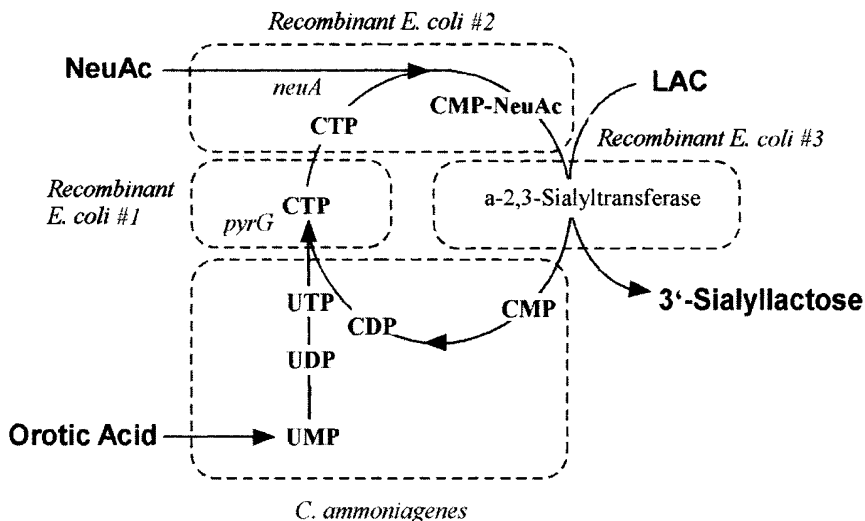 Recombinant E. coli #2
NeuAc
neuA
CMP-NeuAc
LAC
CTP
Recombinant E. coli #3
Recombinant
E. coli #1
pyrG
CTP
a-2,3-Sialyltransferase
UTP
CDP
CMP
3‘-Sialyllactose
UDP
Orotic Acid
UMP
C. ammoniagenes